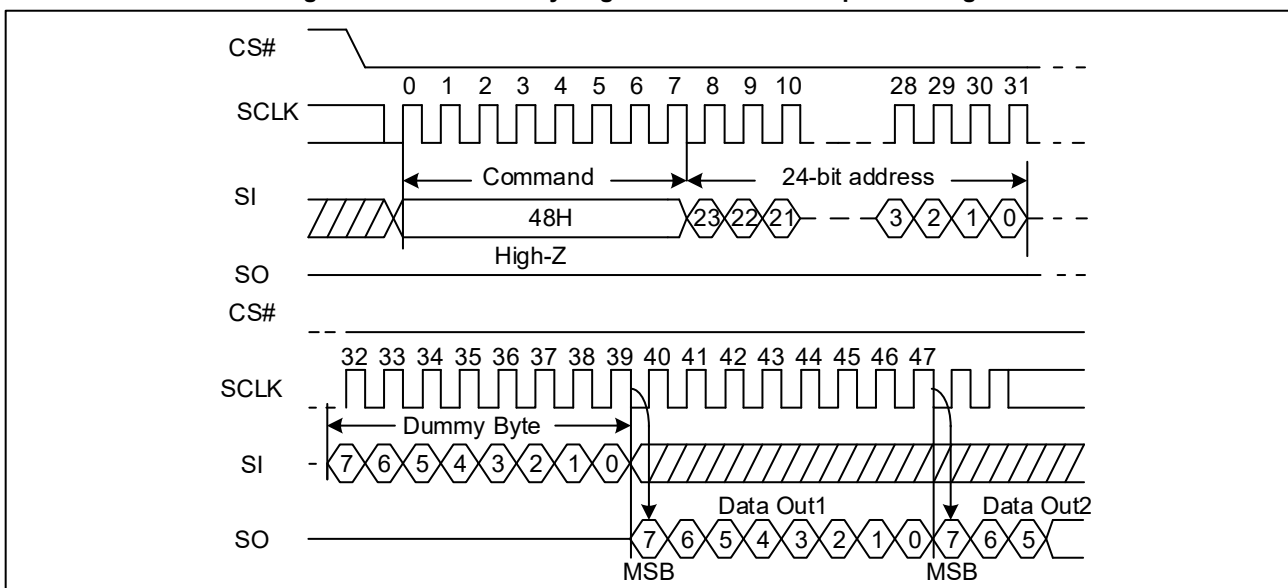 CS#
0 1 2 3 4 5 6 7 8 9 10 28 29 30 31
SCLK
Command 24-bit address
SI
48H 23 22 21 3 2 1 0
High-Z
SO
CS#
32 33 34 35 36 37 38 39 40 41 42 43 44 45 46 47
SCLK
Dummy Byte
SI 7 6 5 4 3 2 1 0
Data Out1 Data Out2
SO 7 6 5 4 3 2 1 0 7 6 5
MSB MSB